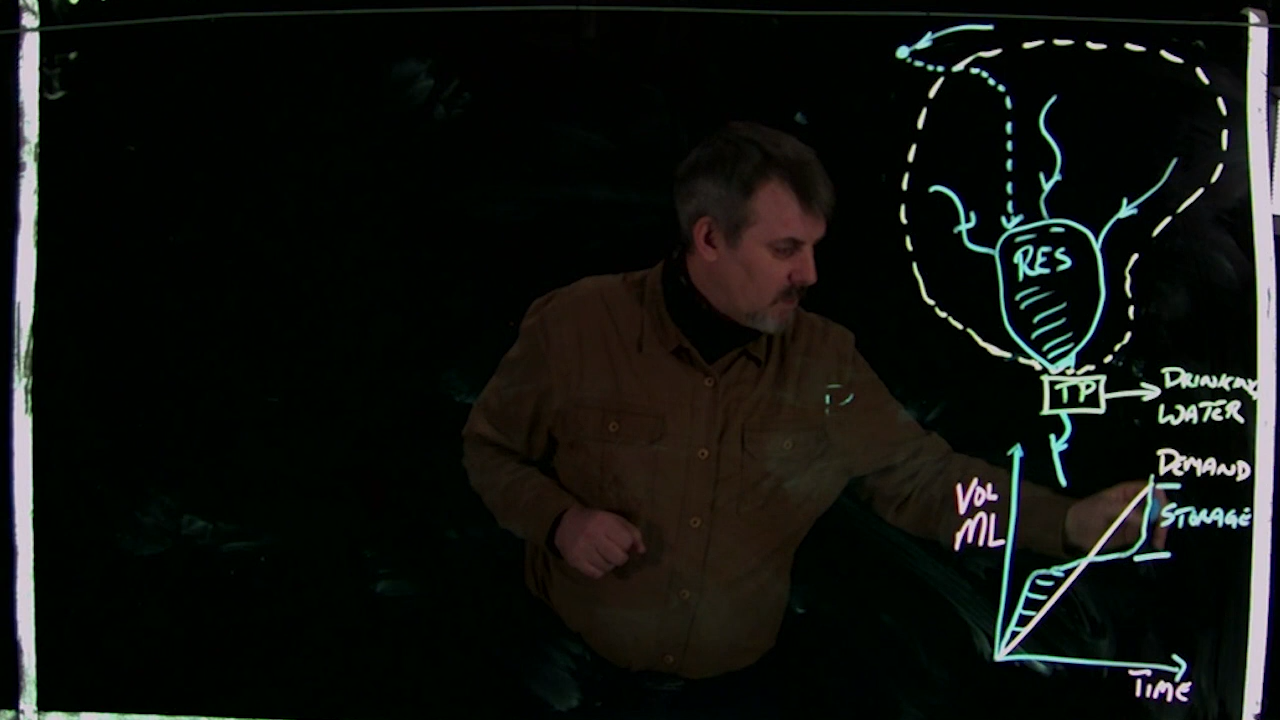 RES
TP
DRINKING
WATER
DEMAND
STORAGE
VOL
ML
TIME